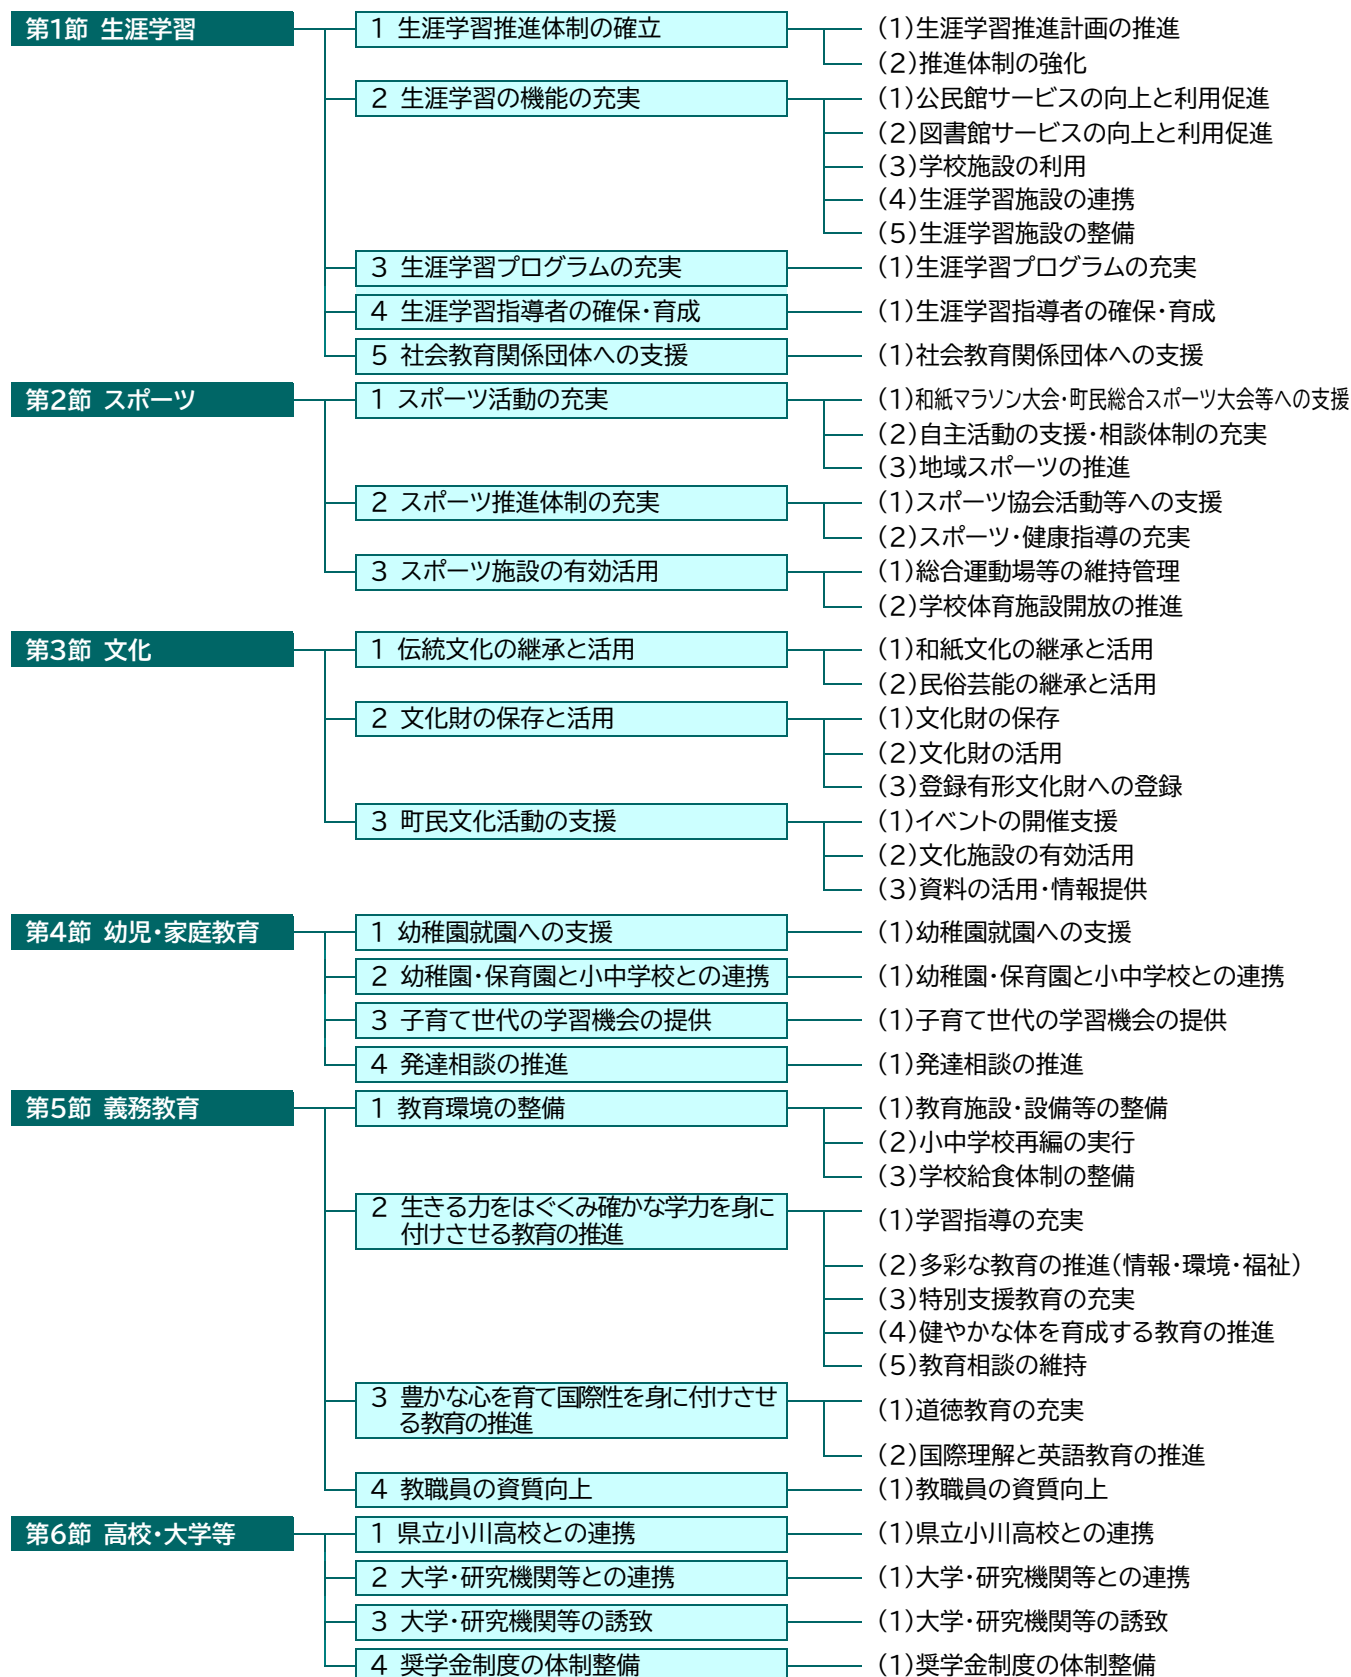 第1節 生涯学習
1 生涯学習推進体制の確立
(1)生涯学習推進計画の推進
(2)推進体制の強化
2 生涯学習の機能の充実
(1)公民館サービスの向上と利用促進
(2)図書館サービスの向上と利用促進
(3)学校施設の利用
(4)生涯学習施設の連携
(5)生涯学習施設の整備
3 生涯学習プログラムの充実
(1)生涯学習プログラムの充実
4 生涯学習指導者の確保・育成
(1)生涯学習指導者の確保・育成
5 社会教育関係団体への支援
(1)社会教育関係団体への支援
第2節 スポーツ
1 スポーツ活動の充実
(1)和紙マラソン大会・町民総合スポーツ大会等への支援
(2)自主活動の支援・相談体制の充実
(3)地域スポーツの推進
2 スポーツ推進体制の充実
(1)スポーツ協会活動等への支援
(2)スポーツ・健康指導の充実
3 スポーツ施設の有効活用
(1)総合運動場等の維持管理
(2)学校体育施設開放の推進
第3節 文化
1 伝統文化の継承と活用
(1)和紙文化の継承と活用
(2)民俗芸能の継承と活用
2 文化財の保存と活用
(1)文化財の保存
(2)文化財の活用
(3)登録有形文化財への登録
3 町民文化活動の支援
(1)イベントの開催支援
(2)文化施設の有効活用
(3)資料の活用・情報提供
第4節 幼児・家庭教育
1 幼稚園就園への支援
(1)幼稚園就園への支援
2 幼稚園・保育園と小中学校との連携
(1)幼稚園・保育園と小中学校との連携
3 子育て世代の学習機会の提供
(1)子育て世代の学習機会の提供
4 発達相談の推進
(1)発達相談の推進
第5節 義務教育
1 教育環境の整備
(1)教育施設・設備等の整備
(2)小中学校再編の実行
(3)学校給食体制の整備
2 生きる力をはぐくみ確かな学力を身に
付けさせる教育の推進
(1)学習指導の充実
(2)多彩な教育の推進(情報・環境・福祉)
(3)特別支援教育の充実
(4)健やかな体を育成する教育の推進
(5)教育相談の維持
3 豊かな心を育て国際性を身に付けさせ
る教育の推進
(1)道徳教育の充実
(2)国際理解と英語教育の推進
4 教職員の資質向上
(1)教職員の資質向上
第6節 高校・大学等
1 県立小川高校との連携
(1)県立小川高校との連携
2 大学・研究機関等との連携
(1)大学・研究機関等との連携
3 大学・研究機関等の誘致
(1)大学・研究機関等の誘致
4 奨学金制度の体制整備
(1)奨学金制度の体制整備